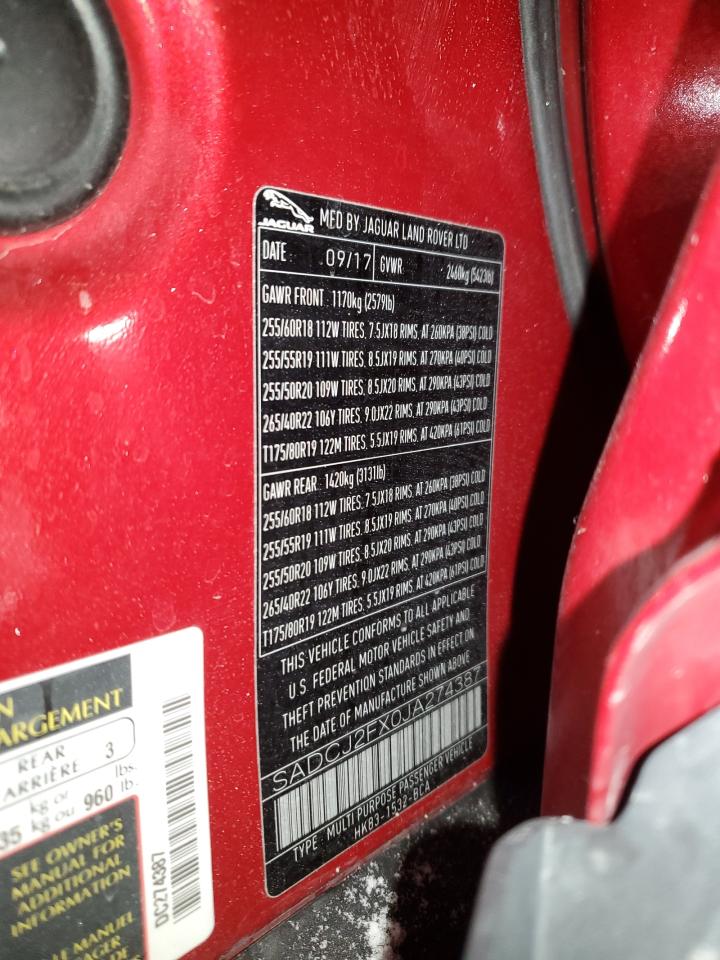 JAGUAR MFD BY JAGUAR LAND ROVER LTD
DATE : 09/17 GVWR 2460kg (5423lb)
GAWR FRONT : 1170kg (2579lb)
255/60R18 112W TIRES, 7.5JX18 RIMS, AT 260KPA (38PSI) COLD
255/55R19 111W TIRES, 8.5JX19 RIMS, AT 270KPA (40PSI) COLD
255/50R20 109W TIRES, 8.5JX20 RIMS, AT 290KPA (43PSI) COLD
265/40R22 106Y TIRES, 9.0JX22 RIMS, AT 290KPA (43PSI) COLD
T175/80R19 122M TIRES, 5.5JX19 RIMS, AT 420KPA (61PSI) COLD
GAWR REAR : 1420kg (3131lb)
255/60R18 112W TIRES, 7.5JX18 RIMS, AT 260KPA (38PSI) COLD
255/55R19 111W TIRES, 8.5JX19 RIMS, AT 270KPA (40PSI) COLD
255/50R20 109W TIRES, 8.5JX20 RIMS, AT 290KPA (43PSI) COLD
265/40R22 106Y TIRES, 9.0JX22 RIMS, AT 290KPA (43PSI) COLD
T175/80R19 122M TIRES, 5.5JX19 RIMS, AT 420KPA (61PSI) COLD
THIS VEHICLE CONFORMS TO ALL APPLICABLE
U.S. FEDERAL MOTOR VEHICLE SAFETY AND
THEFT PREVENTION STANDARDS IN EFFECT ON
THE DATE OF MANUFACTURE SHOWN ABOVE
SADCJ2FX0JA274387
TYPE : MULTI PURPOSE PASSENGER VEHICLE
HK83-1532-BCA
REAR 3
ARRIÈRE
kg or lbs.
kg ou 960 lb.
SEE OWNER'S
MANUAL FOR
ADDITIONAL
INFORMATION
MANUEL
DC274387